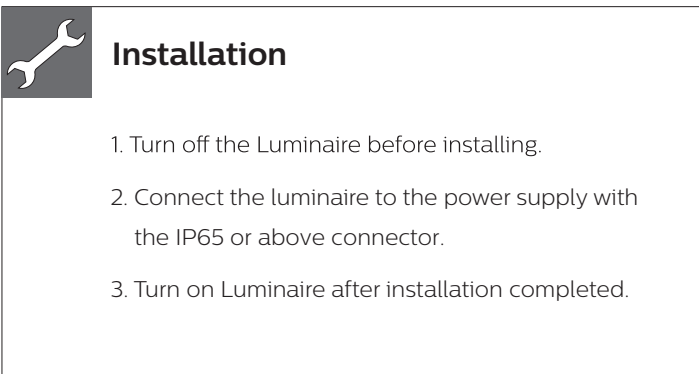 Installation
1. Turn off the Luminaire before installing.
2. Connect the luminaire to the power supply with
the IP65 or above connector.
3. Turn on Luminaire after installation completed.